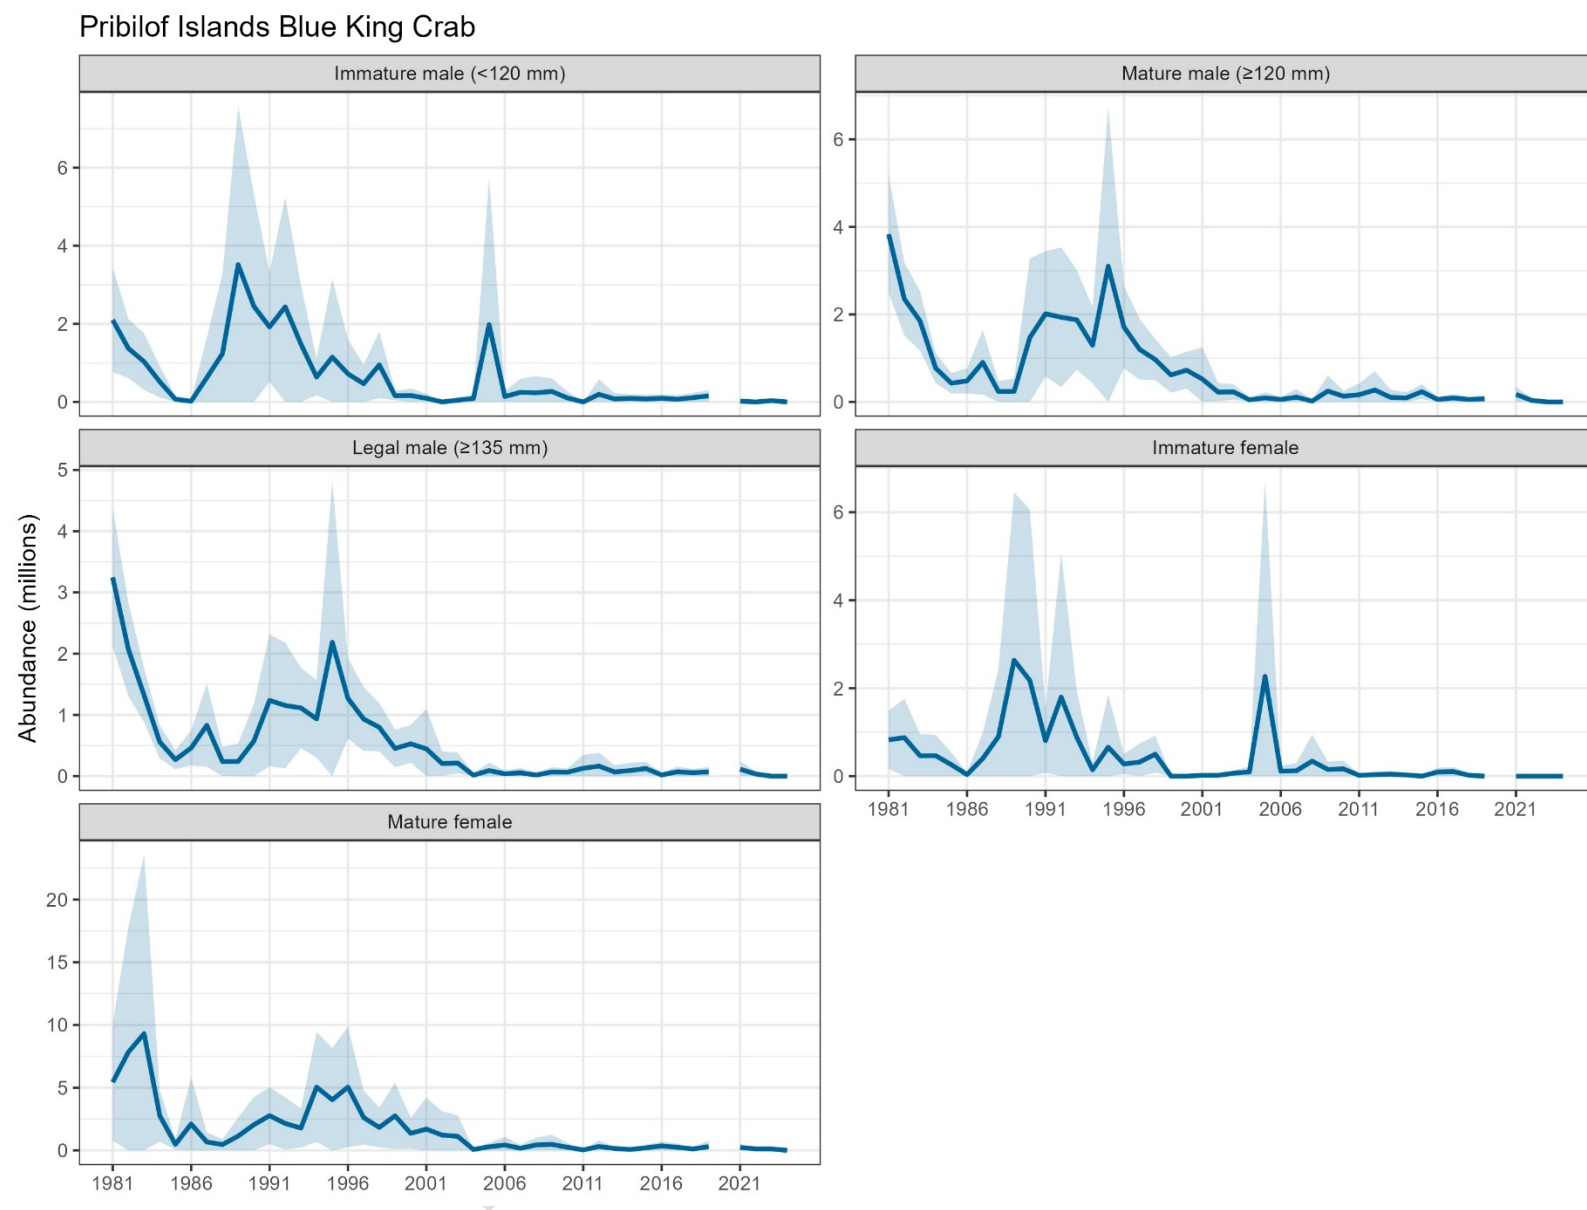 Pribilof Islands Blue King Crab
Immature male (<120 mm)
6
4
2
0
Mature male (≥120 mm)
6
4
2
0
Abundance (millions)
Legal male (≥135 mm)
5
4
3
2
1
0
Immature female
6
4
2
0
1981 1986 1991 1996 2001 2006 2011 2016 2021
Mature female
20
15
10
5
0
1981 1986 1991 1996 2001 2006 2011 2016 2021